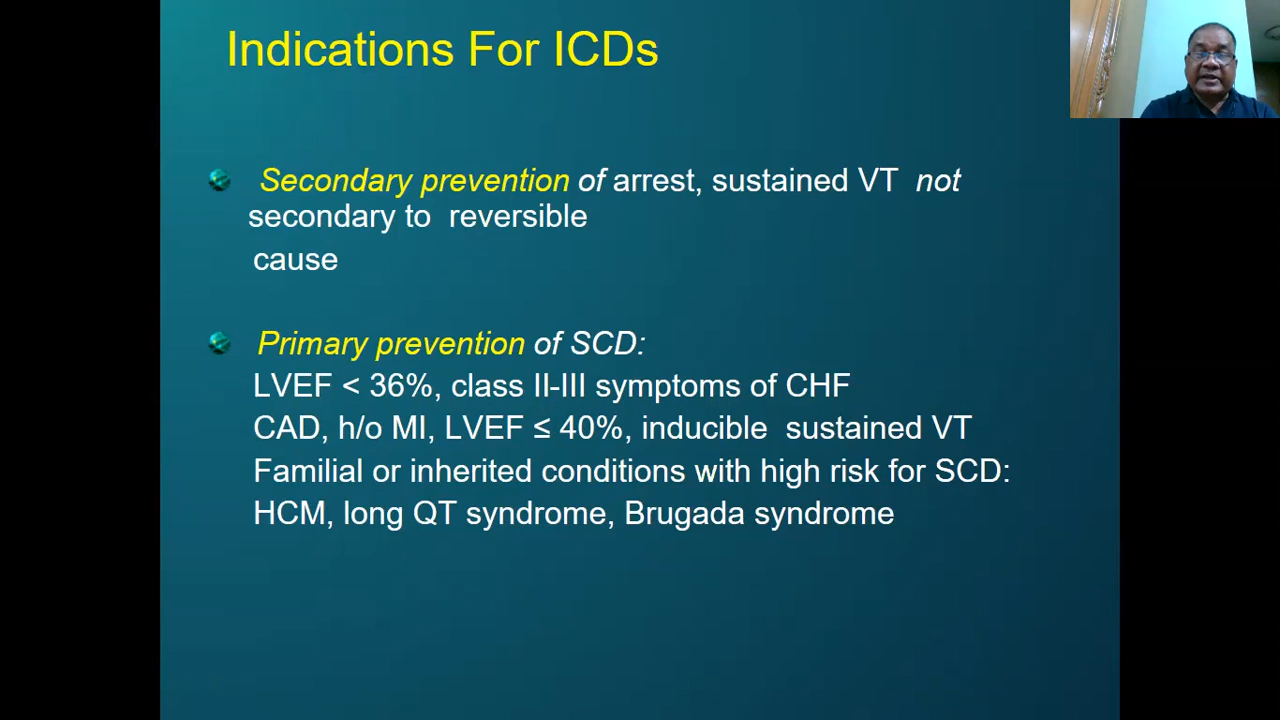 Indications For ICDs
Secondary prevention of arrest, sustained VT not
secondary to reversible
cause
Primary prevention of SCD:
LVEF < 36%, class II-III symptoms of CHF
CAD, h/o MI, LVEF ≤ 40%, inducible sustained VT
Familial or inherited conditions with high risk for SCD:
HCM, long QT syndrome, Brugada syndrome